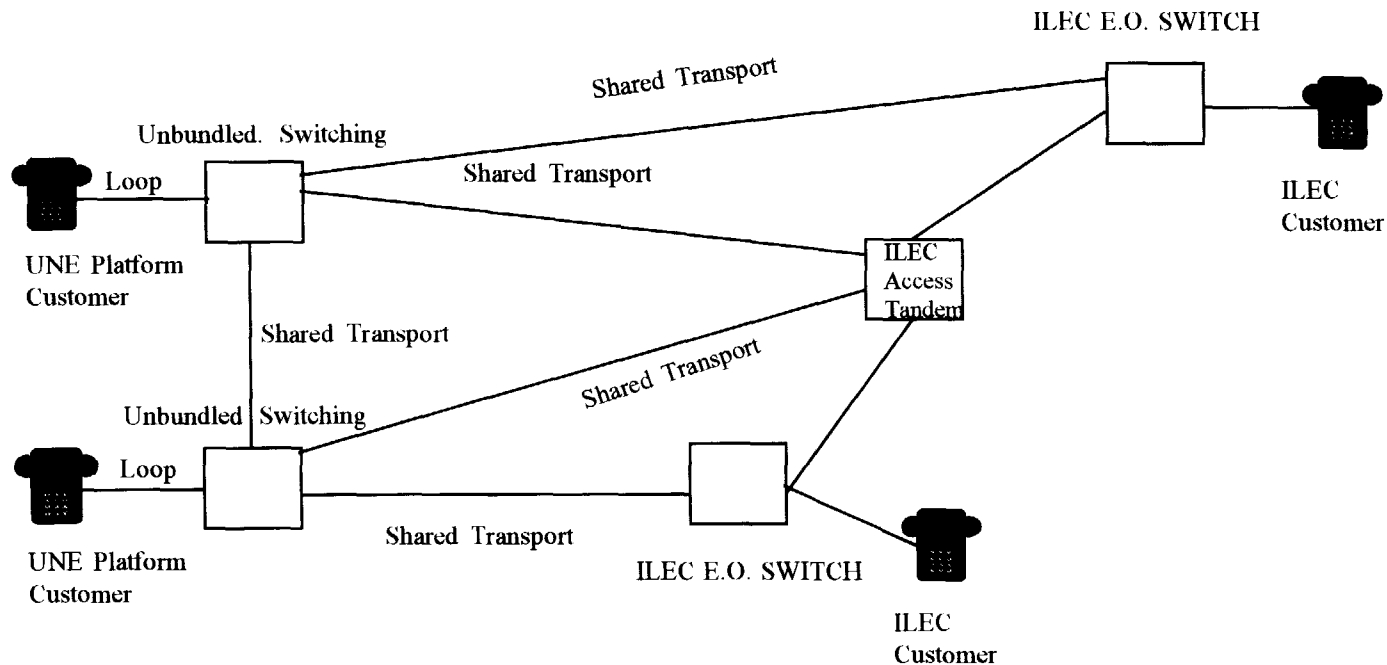 ILEC E.O. SWITCH
Shared Transport
Unbundled. Switching
Shared Transport
Loop
ILEC
Customer
UNE Platform
Customer
ILEC
Access
Tandem
Shared Transport
Shared Transport
Unbundled Switching
Loop
Shared Transport
UNE Platform
Customer
ILEC E.O. SWITCH
ILEC
Customer